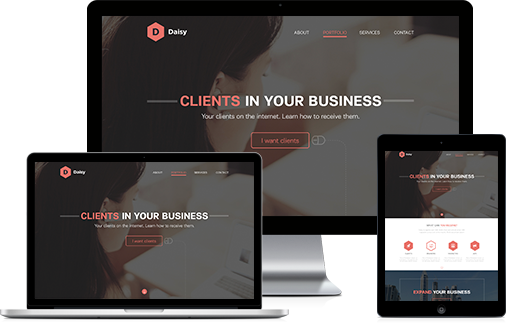 D
Daisy
ABOUT PORTFOLIO SERVICES CONTACT
CLIENTS IN YOUR BUSINESS
Your clients on the internet. Learn how to receive them.
I want clients
D
Daisy
ABOUT PORTFOLIO SERVICES CONTACT
CLIENTS IN YOUR BUSINESS
Your clients on the internet. Learn how to receive them.
I want clients
Daisy
CLIENTS IN YOUR BUSINESS
EXPAND YOUR BUSINESS